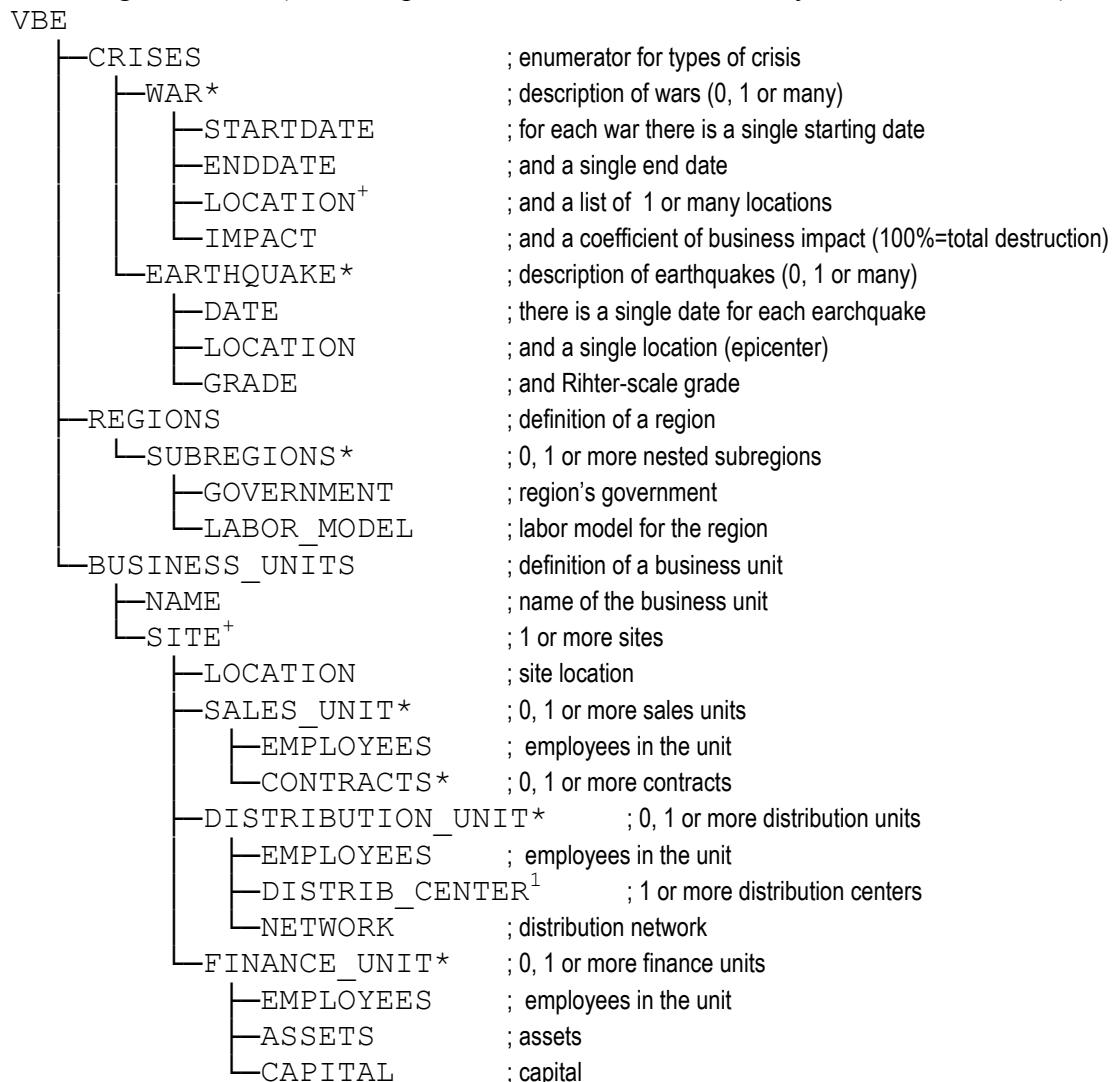 VBE
CRISES ; enumerator for types of crisis
WAR* ; description of wars (0, 1 or many)
STARTDATE ; for each war there is a single starting date
ENDDATE ; and a single end date
LOCATION+ ; and a list of 1 or many locations
IMPACT ; and a coefficient of business impact (100%=total destruction)
EARTHQUAKE* ; description of earthquakes (0, 1 or many)
DATE ; there is a single date for each earchquake
LOCATION ; and a single location (epicenter)
GRADE ; and Rihter-scale grade
REGIONS ; definition of a region
SUBREGIONS* ; 0, 1 or more nested subregions
GOVERNMENT ; region's government
LABOR_MODEL ; labor model for the region
BUSINESS_UNITS ; definition of a business unit
NAME ; name of the business unit
SITE+ ; 1 or more sites
LOCATION ; site location
SALES_UNIT* ; 0, 1 or more sales units
EMPLOYEES ; employees in the unit
CONTRACTS* ; 0, 1 or more contracts
DISTRIBUTION_UNIT* ; 0, 1 or more distribution units
EMPLOYEES ; employees in the unit
DISTRIB_CENTER1 ; 1 or more distribution centers
NETWORK ; distribution network
FINANCE_UNIT* ; 0, 1 or more finance units
EMPLOYEES ; employees in the unit
ASSETS ; assets
CAPITAL ; capital